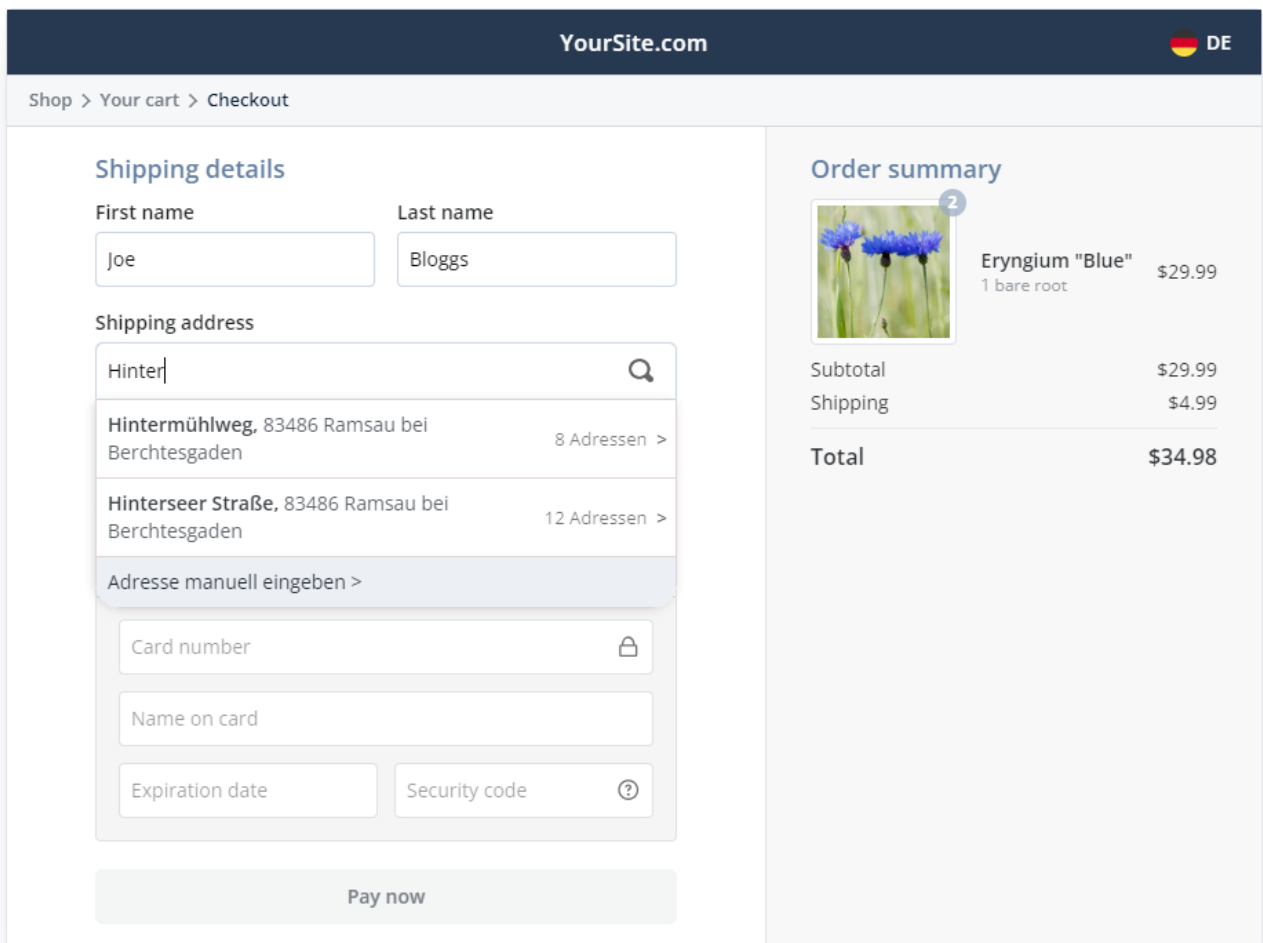 YourSite.com
DE
Shop > Your cart > Checkout
Shipping details
First name
Last name
Joe
Bloggs
Shipping address
Hinter
Hintermühlweg, 83486 Ramsau bei
Berchtesgaden
8 Adressen >
Hinterseer Straße, 83486 Ramsau bei
Berchtesgaden
12 Adressen >
Adresse manuell eingeben >
Card number
Name on card
Expiration date
Security code
?
Pay now
Order summary
2
Eryngium "Blue"
1 bare root
$29.99
Subtotal
$29.99
Shipping
$4.99
Total
$34.98